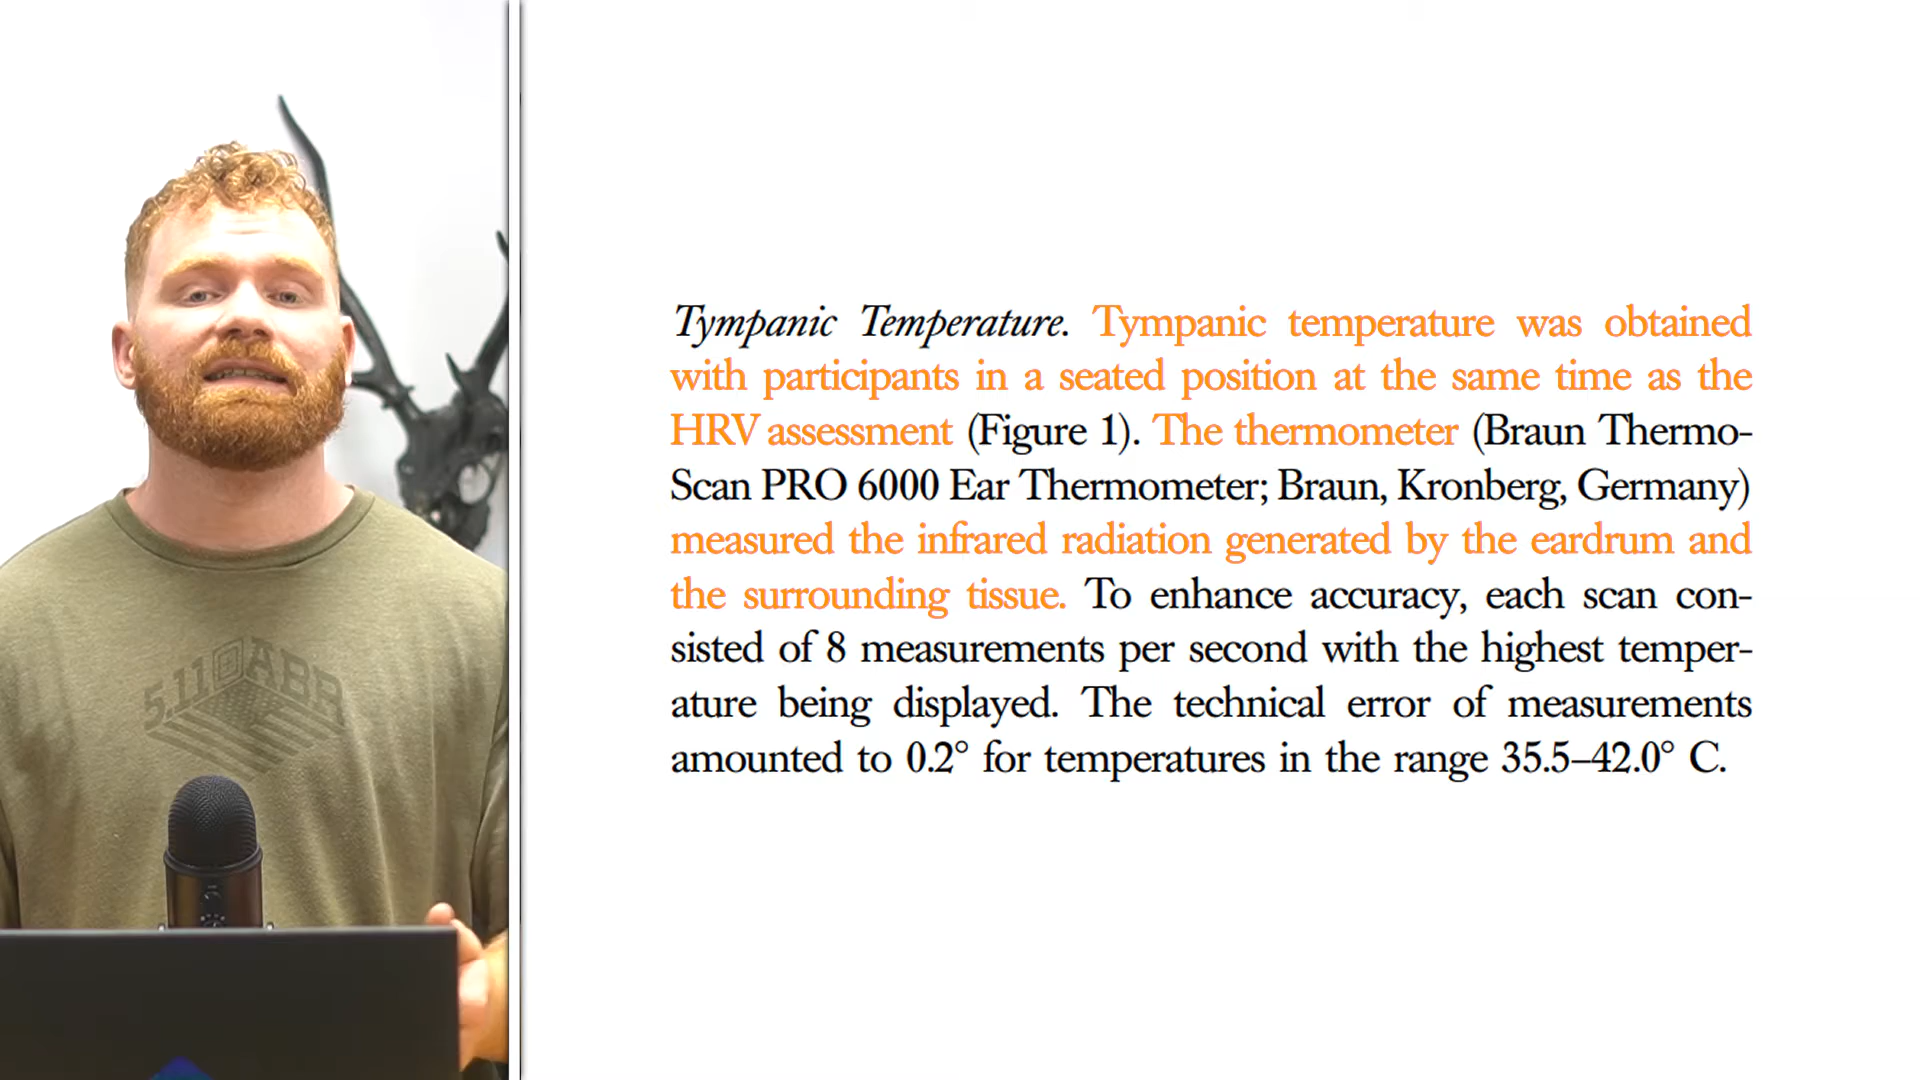 Tympanic Temperature. Tympanic temperature was obtained
with participants in a seated position at the same time as the
HRV assessment (Figure 1). The thermometer (Braun Thermo-
Scan PRO 6000 Ear Thermometer; Braun, Kronberg, Germany)
measured the infrared radiation generated by the eardrum and
the surrounding tissue. To enhance accuracy, each scan con-
sisted of 8 measurements per second with the highest temper-
ature being displayed. The technical error of measurements
amounted to 0.2° for temperatures in the range 35.5–42.0° C.
5.11 ABR